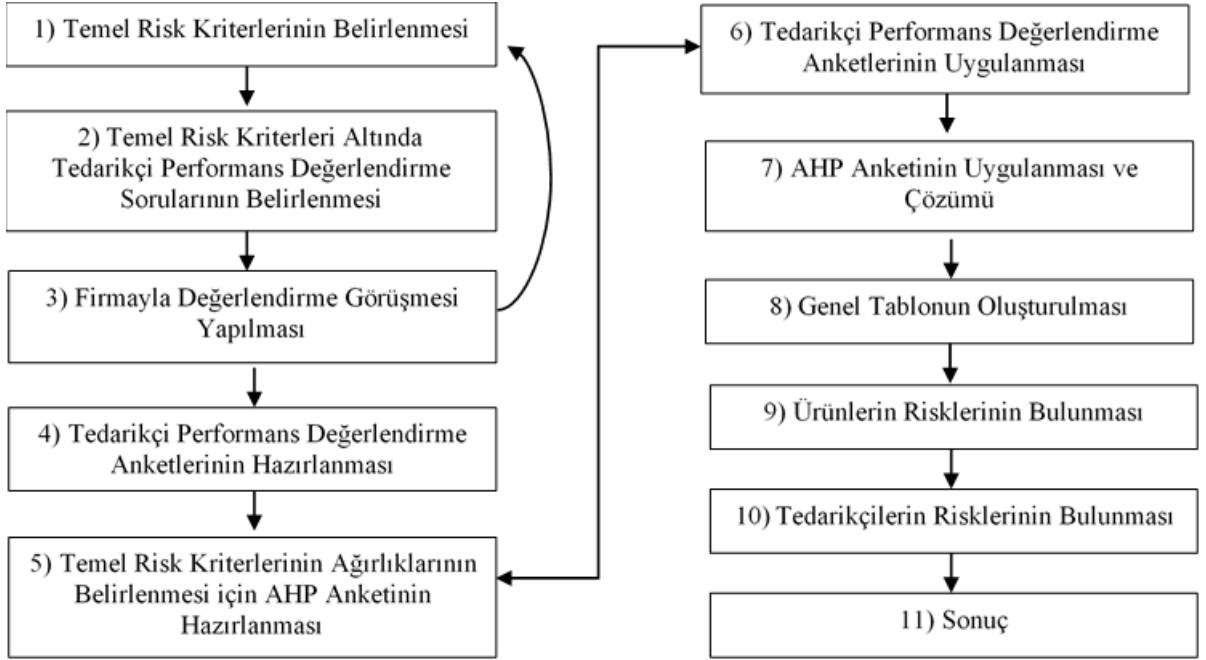 1) Temel Risk Kriterlerinin Belirlenmesi
2) Temel Risk Kriterleri Altında
Tedarikçi Performans Değerlendirme
Sorularının Belirlenmesi
3) Firmayla Değerlendirme Görüşmesi
Yapılması
4) Tedarikçi Performans Değerlendirme
Anketlerinin Hazırlanması
5) Temel Risk Kriterlerinin Ağırlıklarının
Belirlenmesi için AHP Anketinin
Hazırlanması
6) Tedarikçi Performans Değerlendirme
Anketlerinin Uygulanması
7) AHP Anketinin Uygulanması ve
Çözümü
8) Genel Tablonun Oluşturulması
9) Ürünlerin Risklerinin Bulunması
10) Tedarikçilerin Risklerinin Bulunması
11) Sonuç